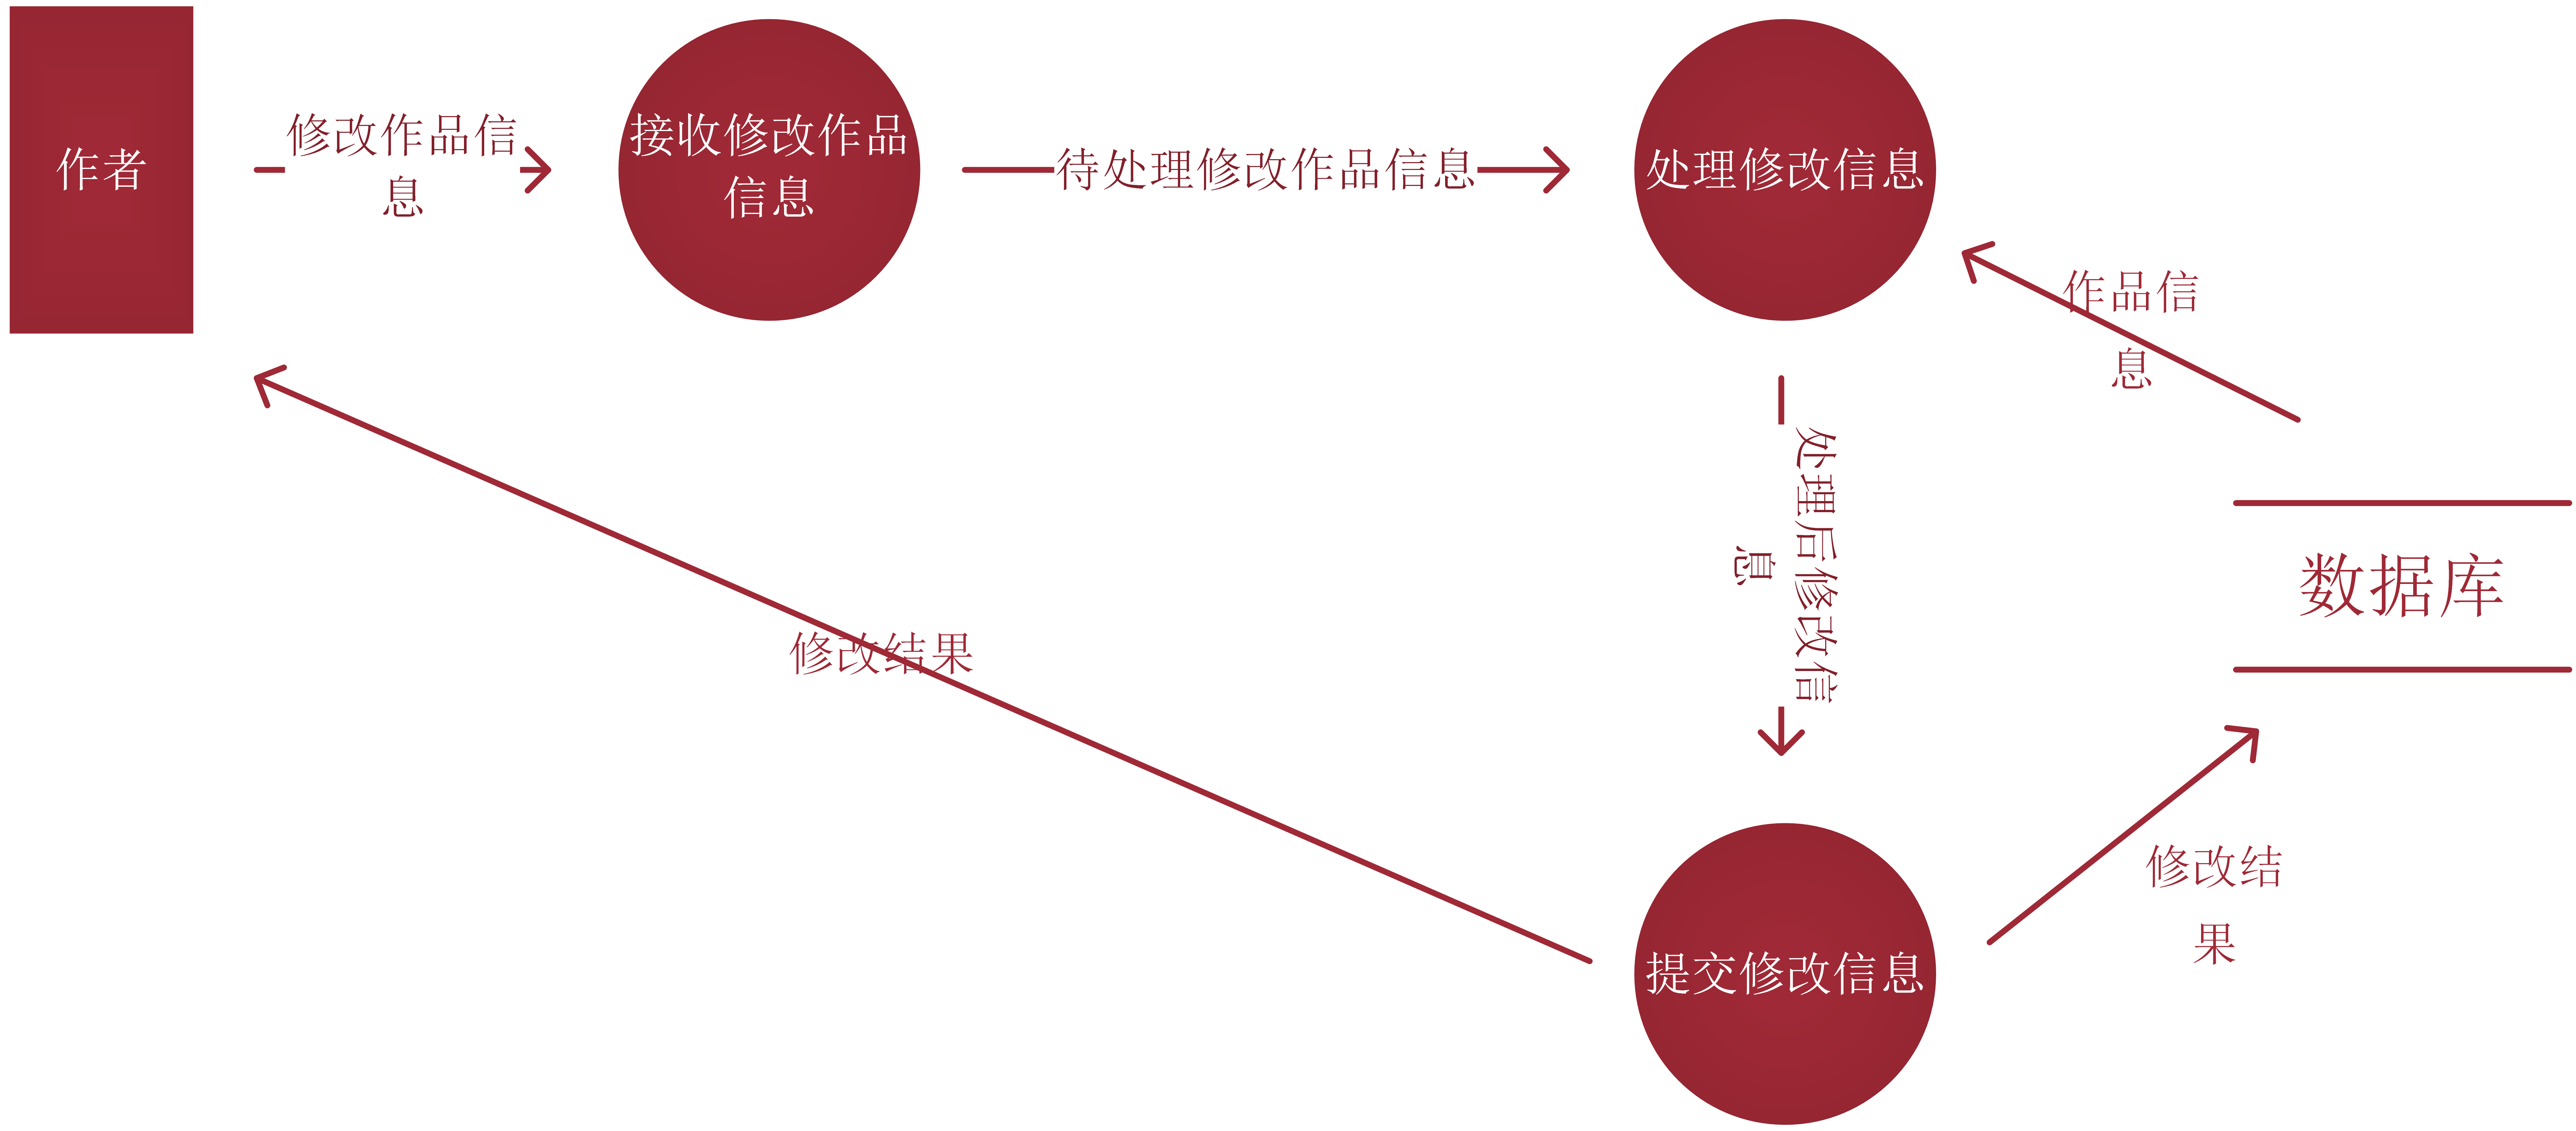 作者
修改作品信
息
接收修改作品
信息
待处理修改作品信息
处理修改信息
作品信
息
处理后修改信
息
数据库
修改结果
修改结
果
提交修改信息